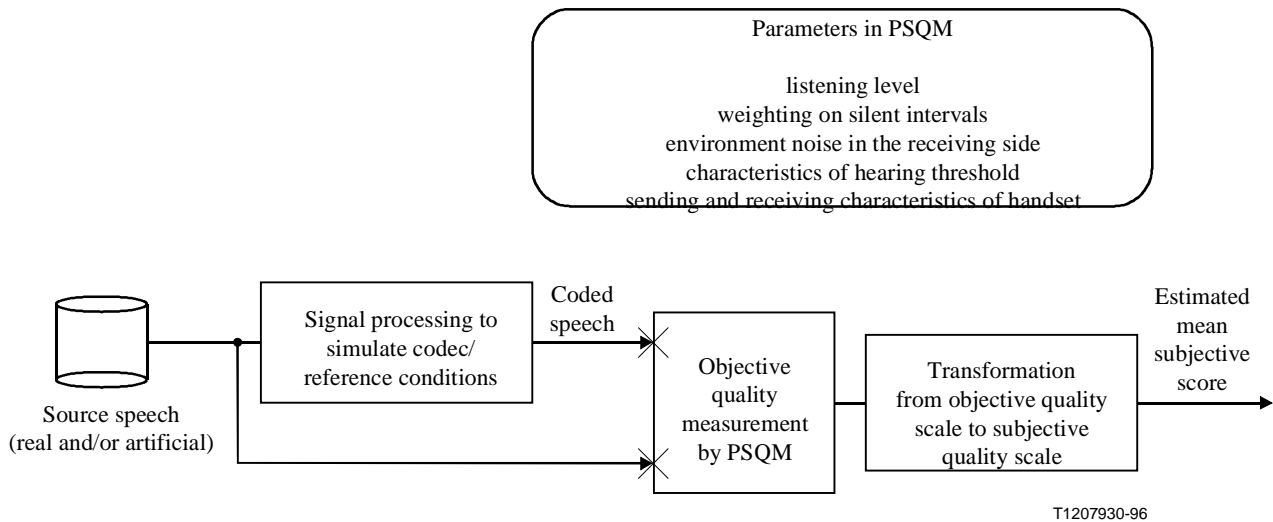 Parameters in PSQM
listening level
weighting on silent intervals
environment noise in the receiving side
characteristics of hearing threshold
sending and receiving characteristics of handset
Source speech
(real and/or artificial)
Signal processing to
simulate codec/
reference conditions
Coded
speech
Objective
quality
measurement
by PSQM
Transformation
from objective quality
scale to subjective
quality scale
Estimated
mean
subjective
score
T1207930-96